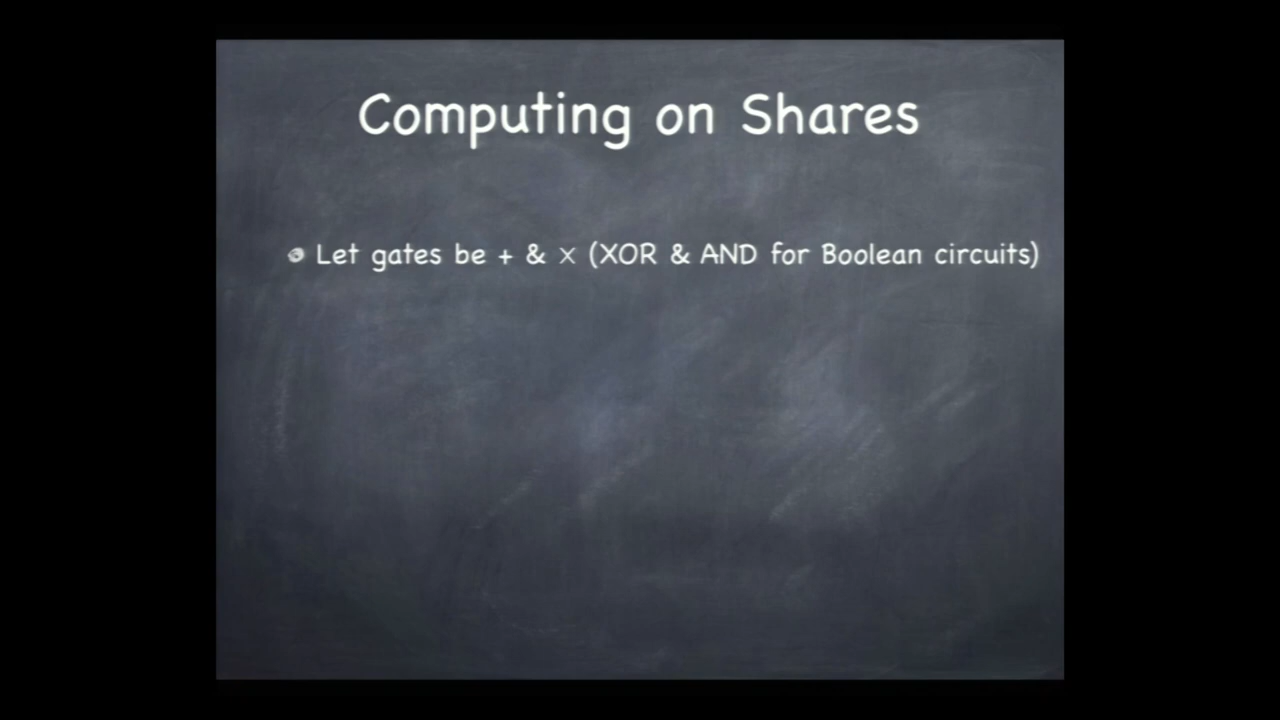 Computing on Shares
Let gates be + & × (XOR & AND for Boolean circuits)